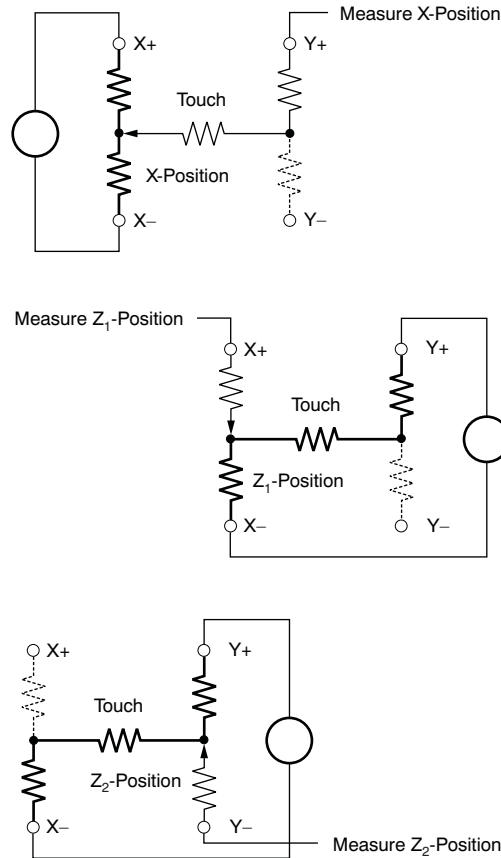 Measure X-Position
X+
Y+
Touch
X-Position
X–
Y–
Measure Z₁-Position
X+
Y+
Touch
Z₁-Position
X–
Y–
X+
Y+
Touch
Z₂-Position
X–
Y–
Measure Z₂-Position